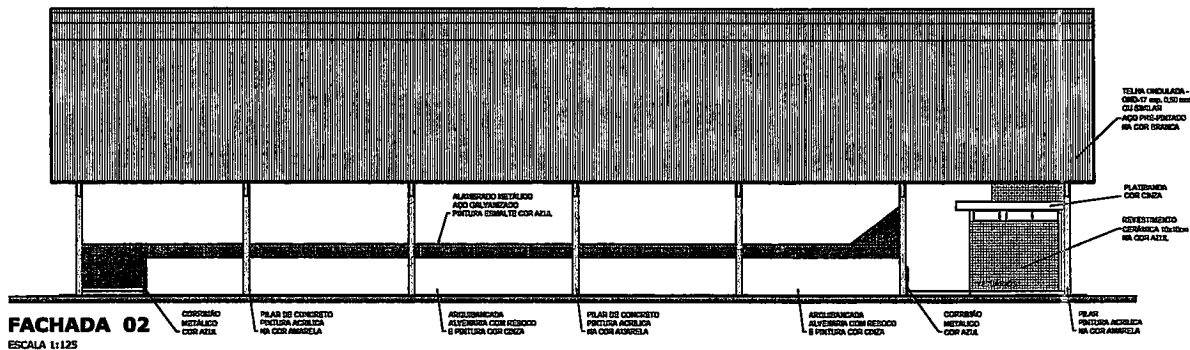 TELHA ONDULADA -
OND-17 esp. 0,50 mm
OU SIMILAR
AÇO PRÉ-PINTADO
NA COR BRANCA
ALAMBRADO METÁLICO
AÇO GALVANIZADO
PINTURA ESMALTE COR AZUL
PLATIBANDA
COR CINZA
REVESTIMENTO
CERÂMICA 10x10cm
NA COR AZUL
CORRIMÃO
METÁLICO
COR AZUL
PILAR DE CONCRETO
PINTURA ACRÍLICA
NA COR AMARELA
ARQUIBANCADA
ALVENARIA COM REBOCO
E PINTURA COR CINZA
PILAR DE CONCRETO
PINTURA ACRÍLICA
NA COR AMARELA
ARQUIBANCADA
ALVENARIA COM REBOCO
E PINTURA COR CINZA
CORRIMÃO
METÁLICO
COR AZUL
PILAR
PINTURA ACRÍLICA
NA COR AMARELA
FACHADA 02
ESCALA 1:125